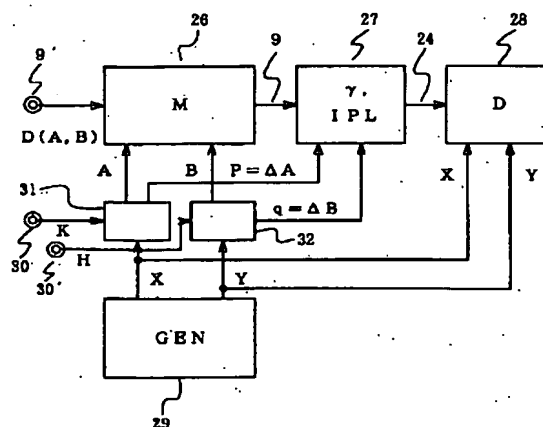 26
27
28
9
9
24
M
γ,
IPL
D
D(A, B)
A
B
P=ΔA
X
Y
31
K
q=ΔB
30
H
32
30'
X
Y
GEN
29